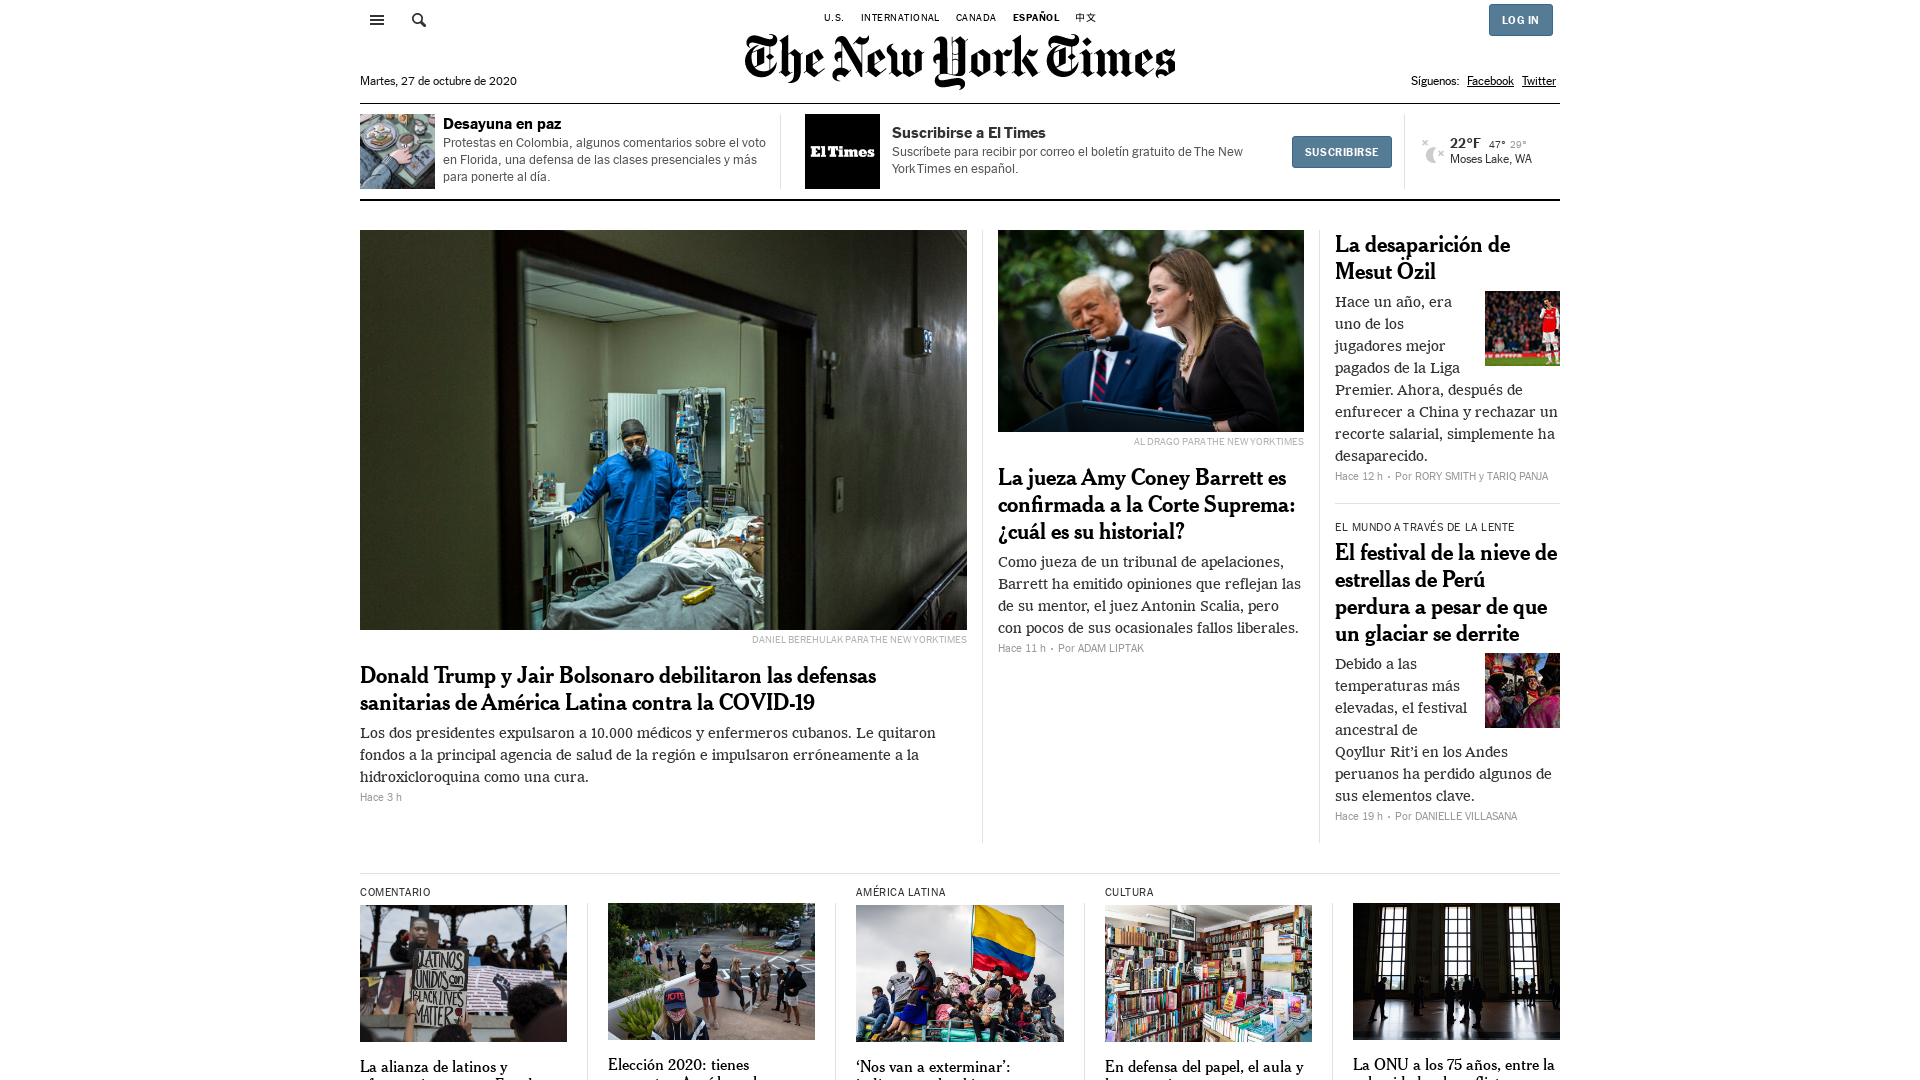 U.S.
INTERNATIONAL
CANADA
ESPAÑOL
中文
LOG IN
The New York Times
Martes, 27 de octubre de 2020
Síguenos:
Facebook
Twitter
Desayuna en paz
Protestas en Colombia, algunos comentarios sobre el voto
en Florida, una defensa de las clases presenciales y más
para ponerte al día.
El Times
Suscribirse a El Times
Suscríbete para recibir por correo el boletín gratuito de The New
York Times en español.
SUSCRIBIRSE
22°F 47° 29°
Moses Lake, WA
DANIEL BEREHULAK PARA THE NEW YORK TIMES
Donald Trump y Jair Bolsonaro debilitaron las defensas
sanitarias de América Latina contra la COVID-19
Los dos presidentes expulsaron a 10.000 médicos y enfermeros cubanos. Le quitaron
fondos a la principal agencia de salud de la región e impulsaron erróneamente a la
hidroxicloroquina como una cura.
Hace 3 h
AL DRAGO PARA THE NEW YORK TIMES
La jueza Amy Coney Barrett es
confirmada a la Corte Suprema:
¿cuál es su historial?
Como jueza de un tribunal de apelaciones,
Barrett ha emitido opiniones que reflejan las
de su mentor, el juez Antonin Scalia, pero
con pocos de sus ocasionales fallos liberales.
Hace 11 h • Por ADAM LIPTAK
La desaparición de
Mesut Özil
Hace un año, era
uno de los
jugadores mejor
pagados de la Liga
Premier. Ahora, después de
enfurecer a China y rechazar un
recorte salarial, simplemente ha
desaparecido.
Hace 12 h • Por RORY SMITH y TARIQ PANJA
EL MUNDO A TRAVÉS DE LA LENTE
El festival de la nieve de
estrellas de Perú
perdura a pesar de que
un glaciar se derrite
Debido a las
temperaturas más
elevadas, el festival
ancestral de
Qoyllur Rit'i en los Andes
peruanos ha perdido algunos de
sus elementos clave.
Hace 19 h • Por DANIELLE VILLASANA
COMENTARIO
LATINOS
UNIDOS con
BLACK LIVES
MATTER!
La alianza de latinos y
VOTE
Elección 2020: tienes
AMÉRICA LATINA
‘Nos van a exterminar’:
CULTURA
En defensa del papel, el aula y
La ONU a los 75 años, entre la